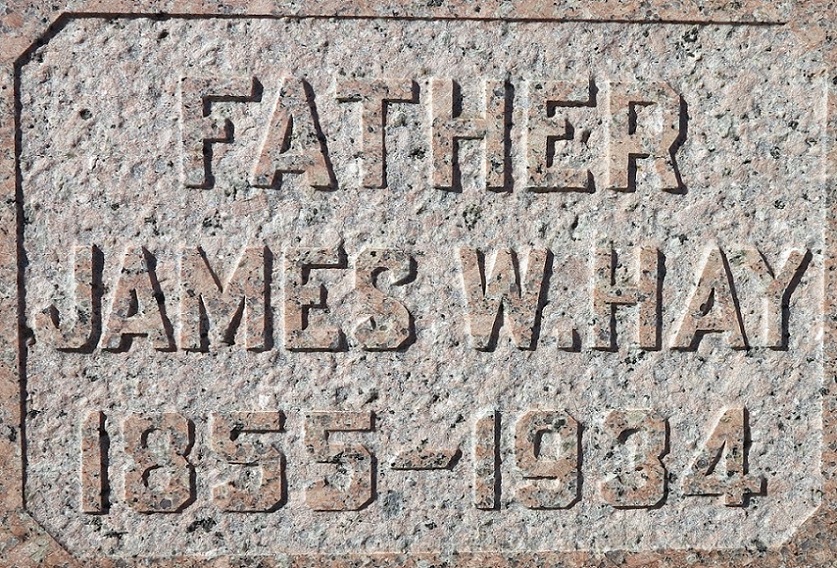 FATHER
JAMES W. HAY
1855-1934